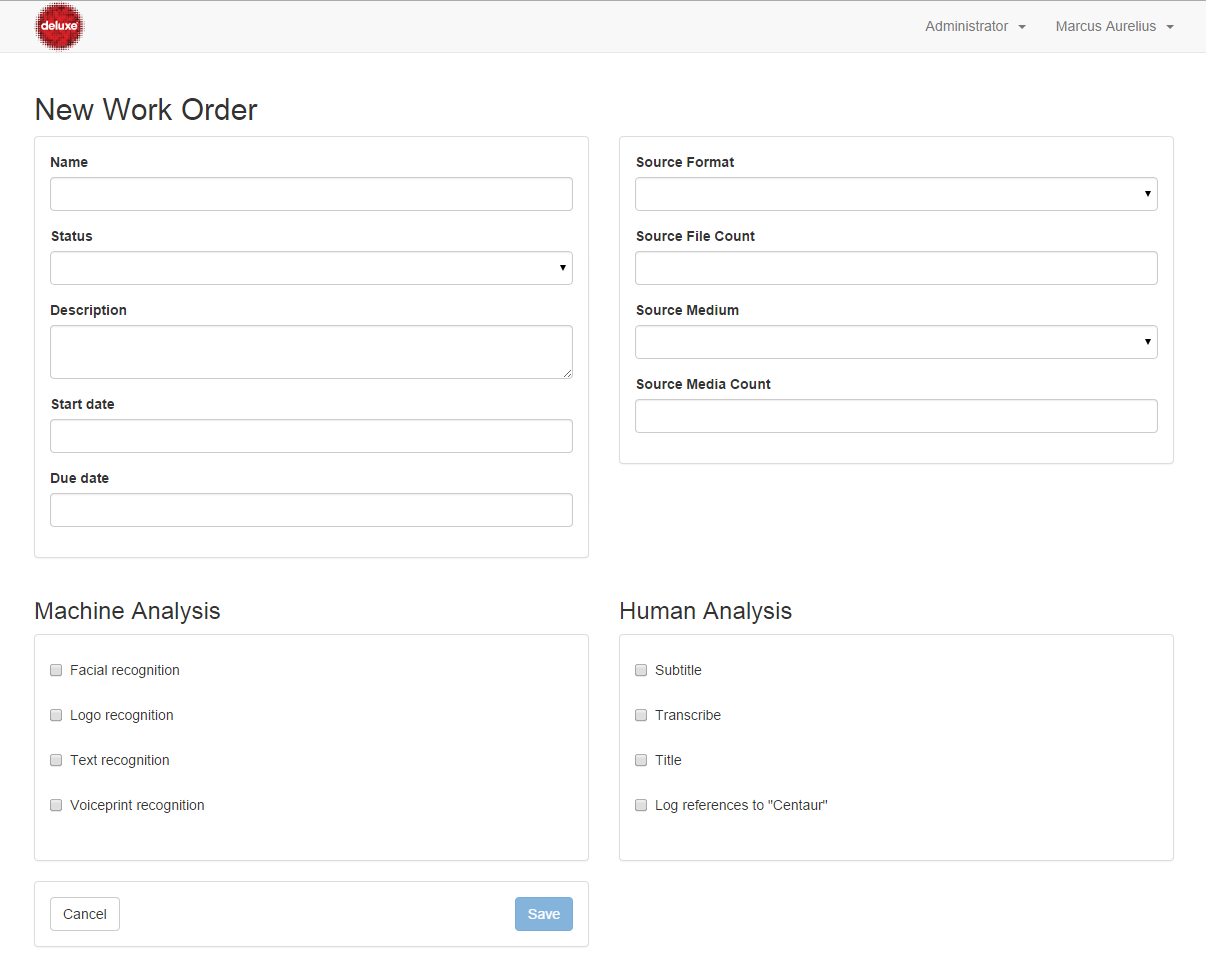 deluxe
Administrator
Marcus Aurelius
New Work Order
Name
Status
Description
Start date
Due date
Source Format
Source File Count
Source Medium
Source Media Count
Machine Analysis
Facial recognition
Logo recognition
Text recognition
Voiceprint recognition
Human Analysis
Subtitle
Transcribe
Title
Log references to "Centaur"
Cancel
Save